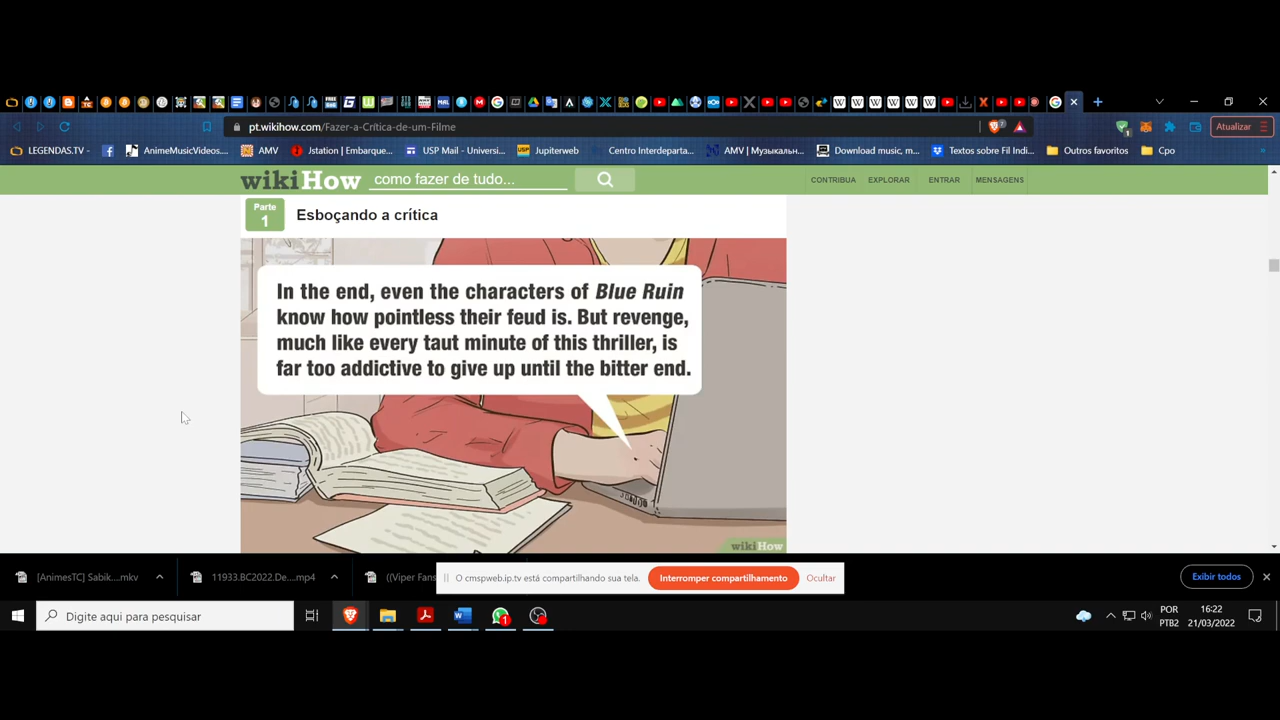 pt.wikihow.com/Fazer-a-Crítica-de-um-Filme
Atualizar
LEGENDAS.TV - AnimeMusicVideos... AMV Jstation | Embarque... USP Mail - Universi... Jupiterweb Centro Interdeparta... AMV | Музыкальн... Download music, m... Textos sobre Fil Indi... Outros favoritos Cpo
wikiHow como fazer de tudo... CONTRIBUA EXPLORAR ENTRAR MENSAGENS
Parte
1
Esboçando a crítica
In the end, even the characters of Blue Ruin
know how pointless their feud is. But revenge,
much like every taut minute of this thriller, is
far too addictive to give up until the bitter end.
wikiHow
[AnimesTC] Sabik....mkv 11933.BC2022.De....mp4 ((Viper Fans O cmspweb.ip.tv está compartilhando sua tela. Interromper compartilhamento Ocultar Exibir todos
Digite aqui para pesquisar
POR 16:22
PTB2 21/03/2022